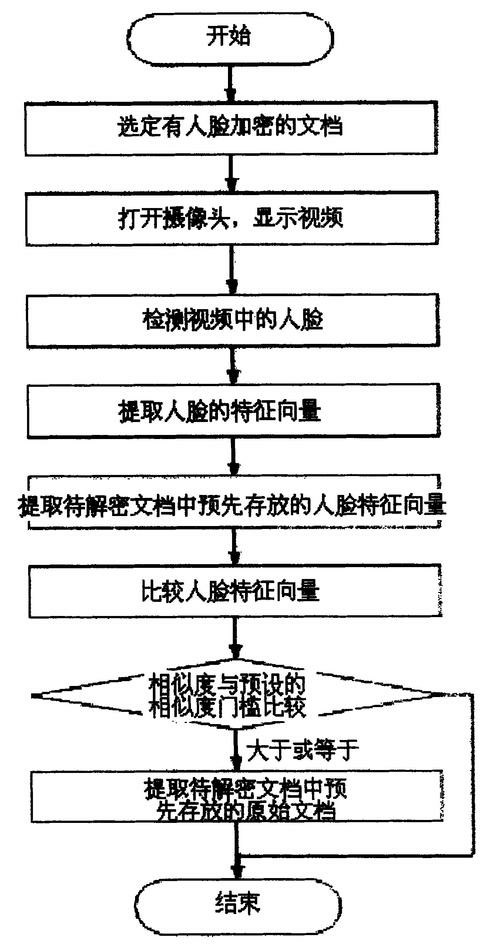 开始
选定有人脸加密的文档
打开摄像头，显示视频
检测视频中的人脸
提取人脸的特征向量
提取待解密文档中预先存放的人脸特征向量
比较人脸特征向量
相似度与预设的
相似度门槛比较
大于或等于
提取待解密文档中预
先存放的原始文档
结束